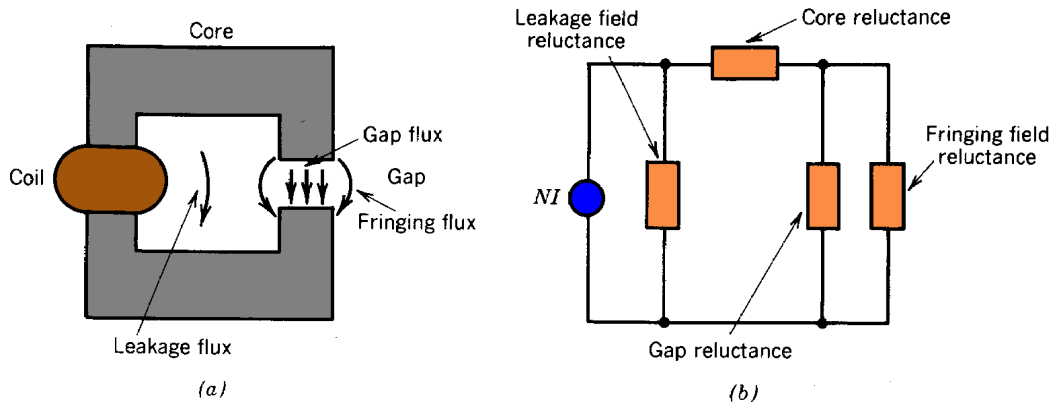 Core
Gap flux
Coil
Gap
Fringing flux
Leakage flux
(a)
Leakage field
reluctance
Core reluctance
Fringing field
reluctance
NI
Gap reluctance
(b)